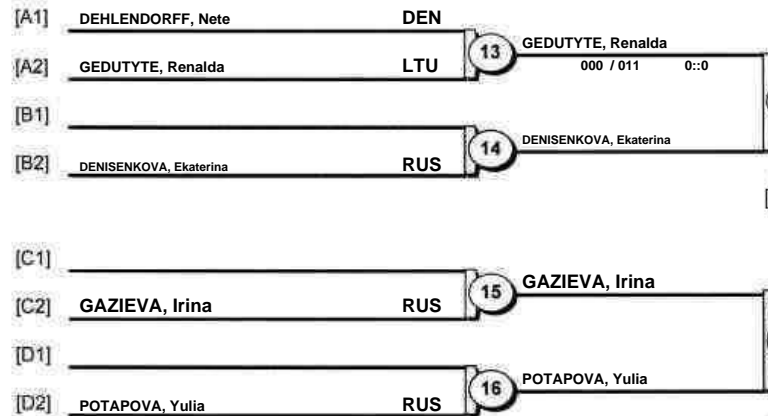 [A1] DEHLENDORFF, Nete DEN
13 GEDUTYTE, Renalda
[A2] GEDUTYTE, Renalda LTU
000 / 011 0::0
[B1]
14 DENISENKOVA, Ekaterina
[B2] DENISENKOVA, Ekaterina RUS
[C1]
15 GAZIEVA, Irina
[C2] GAZIEVA, Irina RUS
[D1]
16 POTAPOVA, Yulia
[D2] POTAPOVA, Yulia RUS